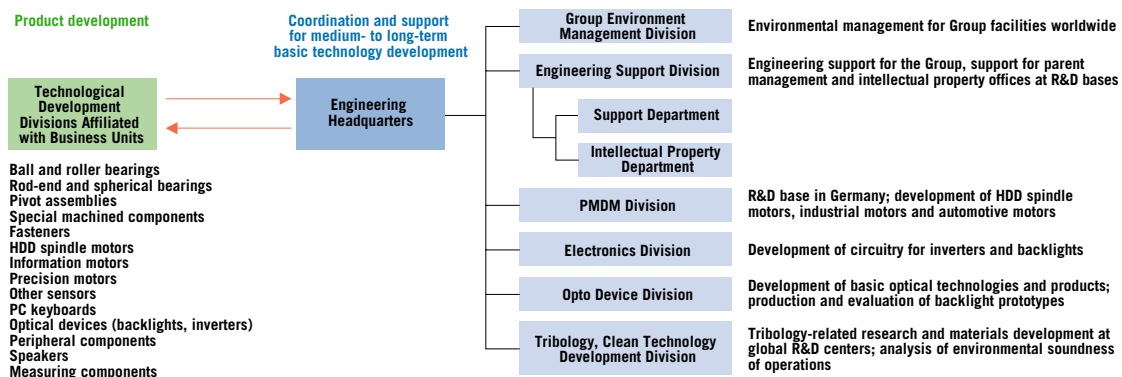 Product development
Technological
Development
Divisions Affiliated
with Business Units
Ball and roller bearings
Rod-end and spherical bearings
Pivot assemblies
Special machined components
Fasteners
HDD spindle motors
Information motors
Precision motors
Other sensors
PC keyboards
Optical devices (backlights, inverters)
Peripheral components
Speakers
Measuring components
Coordination and support
for medium- to long-term
basic technology development
Engineering
Headquarters
Group Environment
Management Division
Environmental management for Group facilities worldwide
Engineering Support Division
Engineering support for the Group, support for parent
management and intellectual property offices at R&D bases
Support Department
Intellectual Property
Department
PMDM Division
R&D base in Germany; development of HDD spindle
motors, industrial motors and automotive motors
Electronics Division
Development of circuitry for inverters and backlights
Opto Device Division
Development of basic optical technologies and products;
production and evaluation of backlight prototypes
Tribology, Clean Technology
Development Division
Tribology-related research and materials development at
global R&D centers; analysis of environmental soundness
of operations